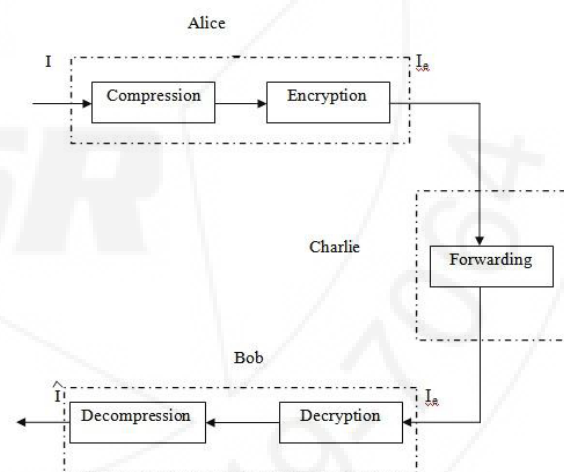 Alice
I
Iₑ
Compression
Encryption
Charlie
Forwarding
Bob
Î
Iₑ
Decompression
Decryption